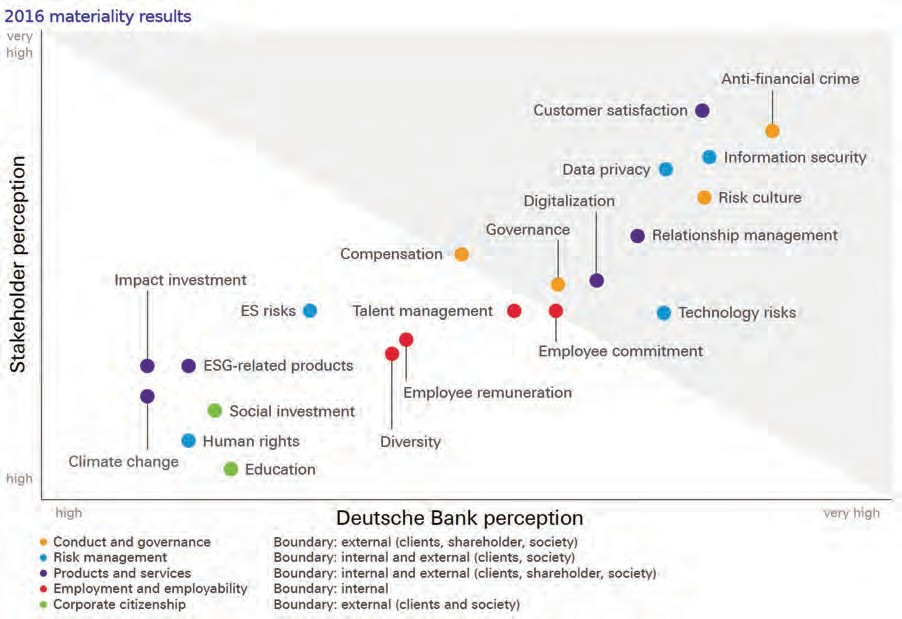 2016 materiality results
very
high
Anti-financial crime
Customer satisfaction
Information security
Data privacy
Risk culture
Digitalization
Governance
Relationship management
Compensation
Impact investment
ES risks
Talent management
Technology risks
Employee commitment
ESG-related products
Employee remuneration
Social investment
Human rights
Diversity
Climate change
Education
high
Stakeholder perception
high
Deutsche Bank perception
very high
Conduct and governance Boundary: external (clients, shareholder, society)
Risk management Boundary: internal and external (clients, society)
Products and services Boundary: internal and external (clients, shareholder, society)
Employment and employability Boundary: internal
Corporate citizenship Boundary: external (clients and society)